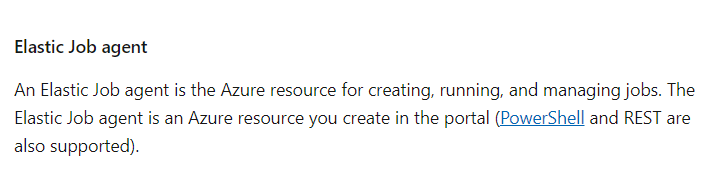 Elastic Job agent
An Elastic Job agent is the Azure resource for creating, running, and managing jobs. The
Elastic Job agent is an Azure resource you create in the portal (PowerShell and REST are
also supported).